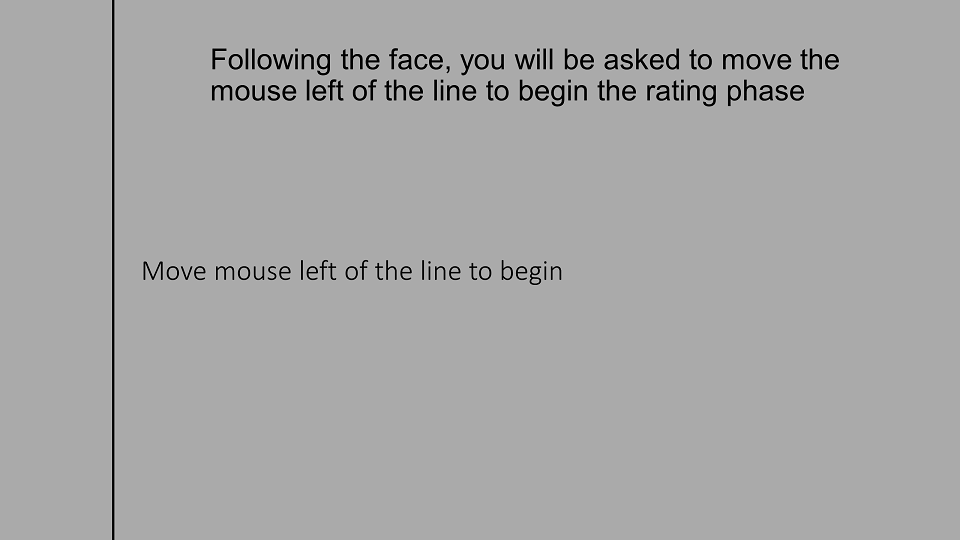 Following the face, you will be asked to move the
mouse left of the line to begin the rating phase
Move mouse left of the line to begin